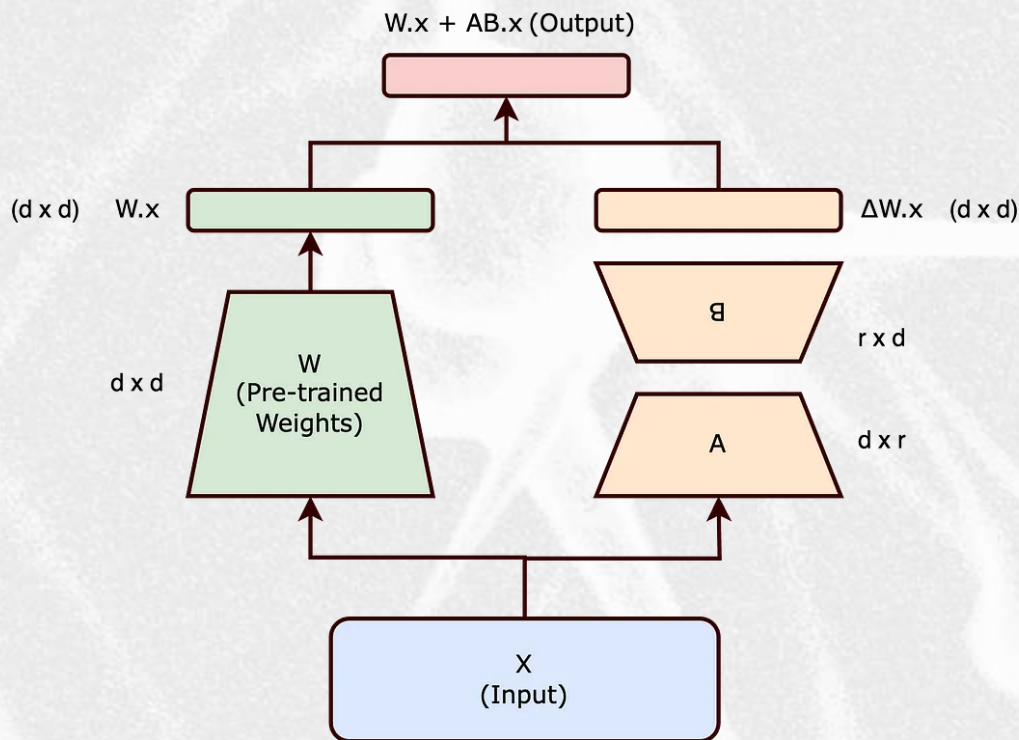 W.x + AB.x (Output)
(d x d) W.x
ΔW.x (d x d)
B
r x d
W
(Pre-trained
Weights)
d x d
A
d x r
X
(Input)